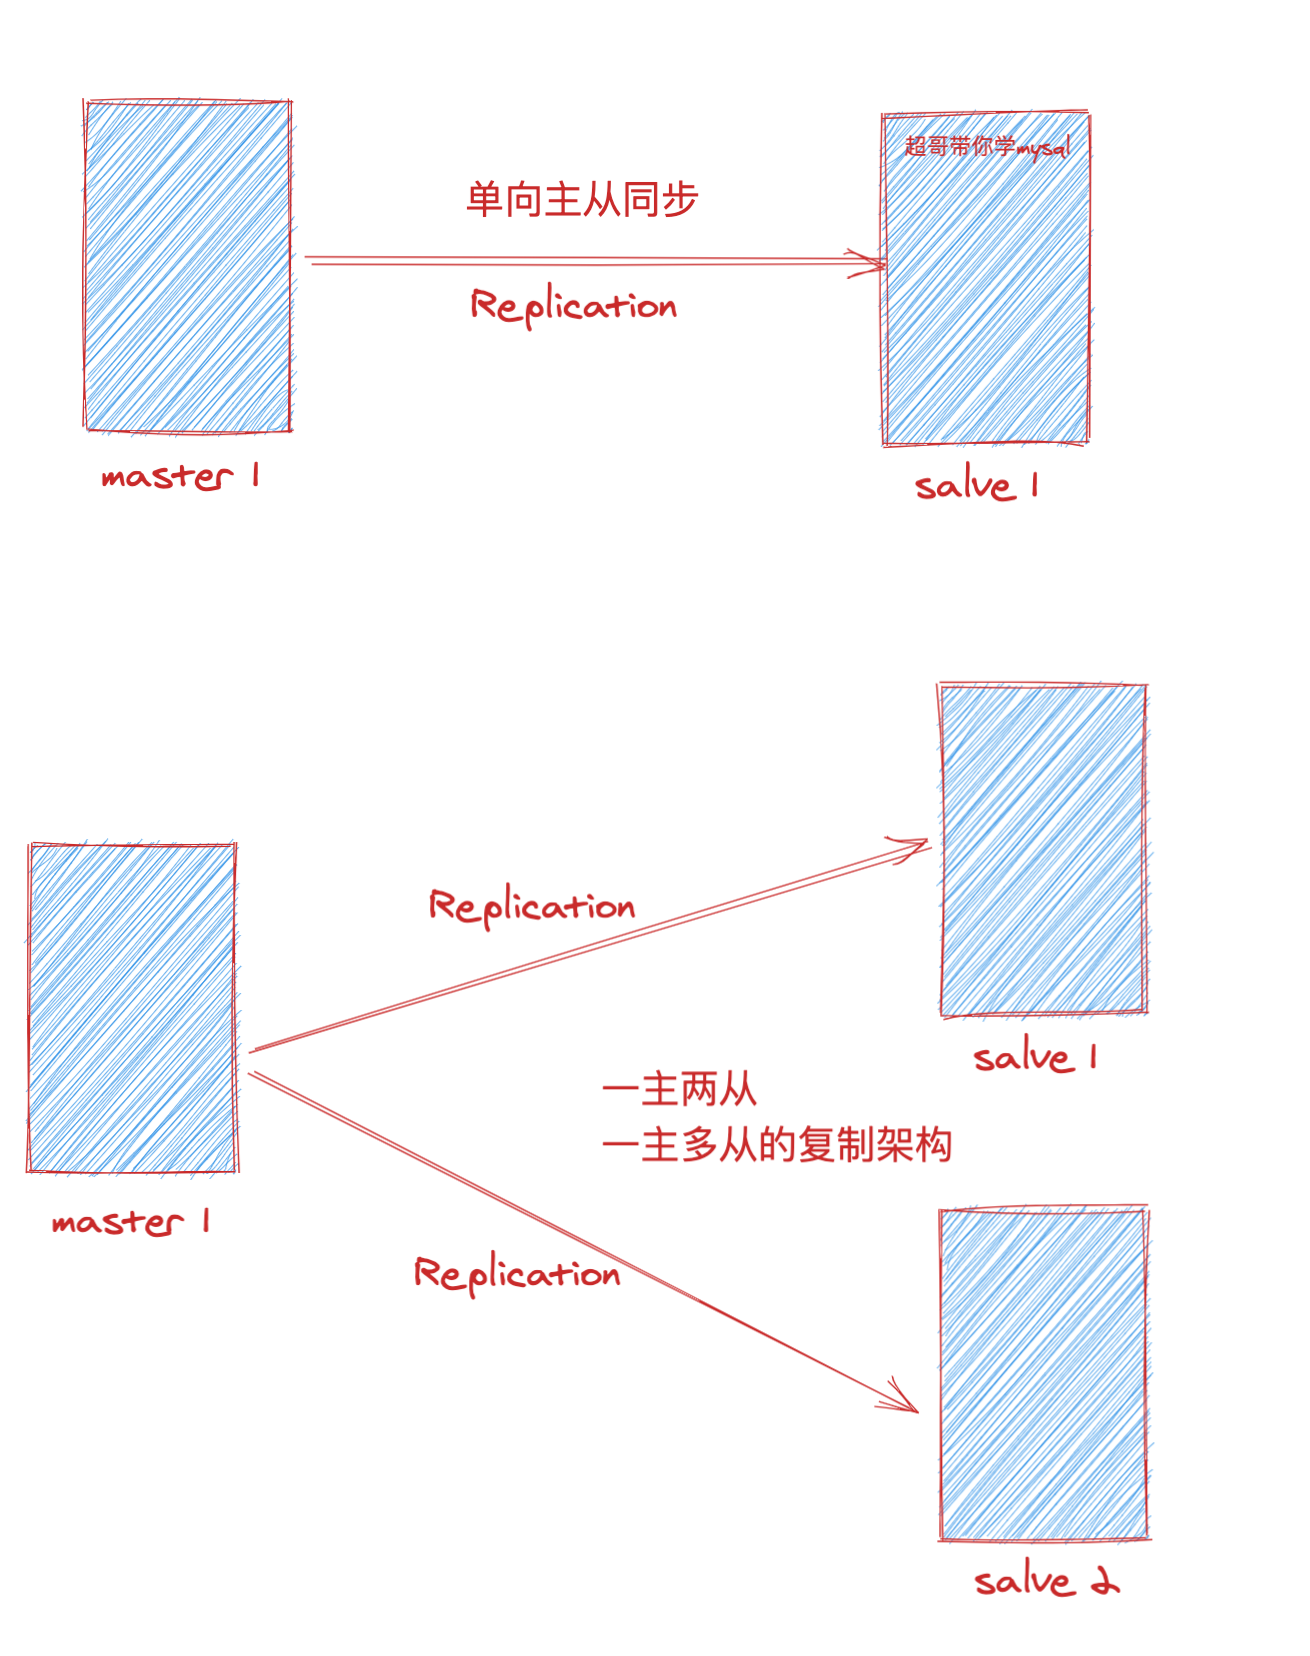 超哥带你学mysql
单向主从同步
Replication
master 1
salve 1
Replication
一主两从
一主多从的复制架构
salve 1
master 1
Replication
salve 2